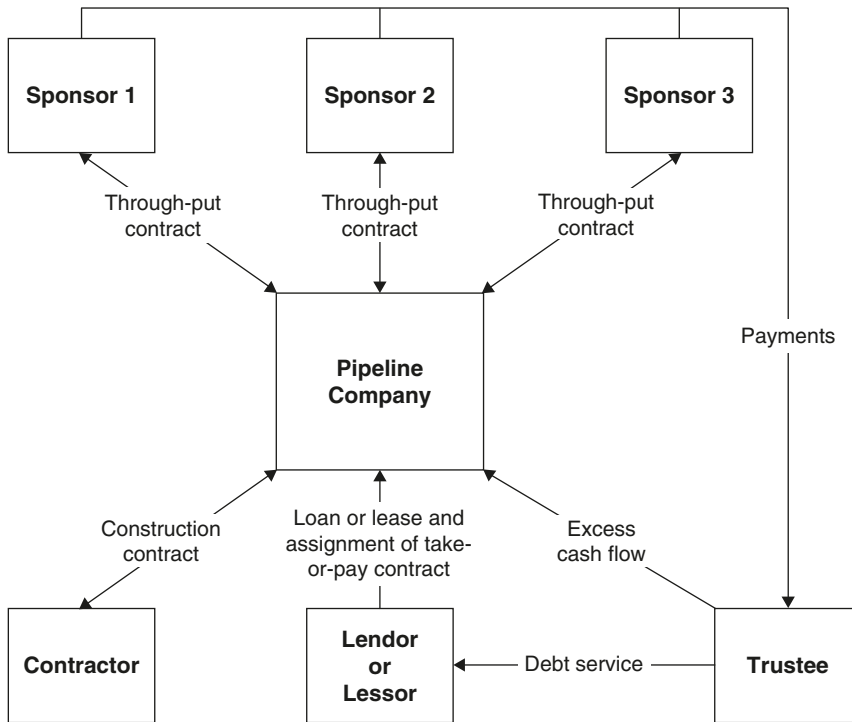 Sponsor 1
Sponsor 2
Sponsor 3
Through-put
contract
Through-put
contract
Through-put
contract
Payments
Pipeline
Company
Construction
contract
Loan or lease and
assignment of take-
or-pay contract
Excess
cash flow
Contractor
Lendor
or
Lessor
Debt service
Trustee